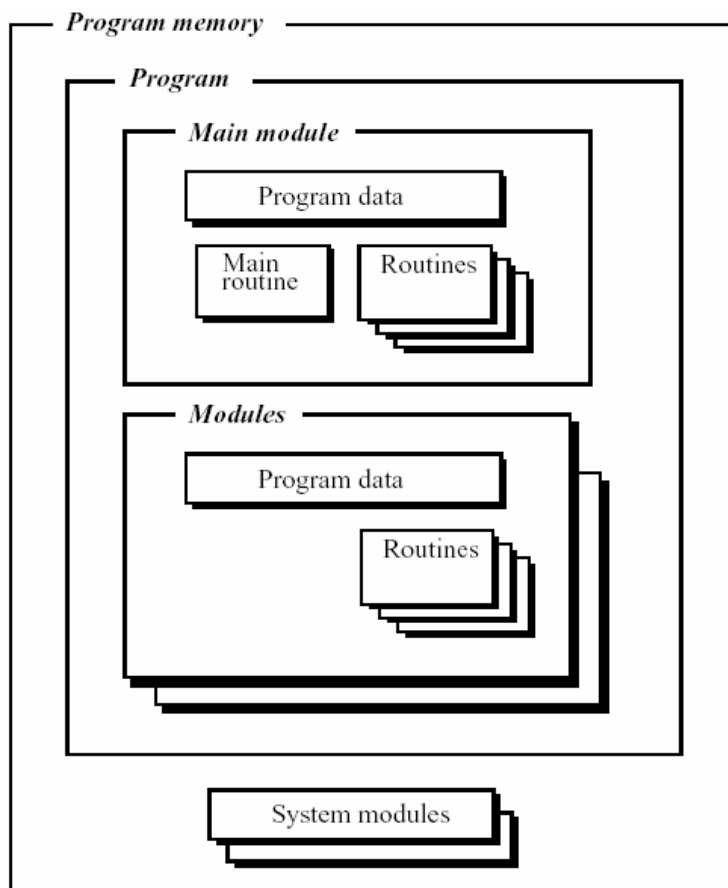 Program memory
Program
Main module
Program data
Main
routine
Routines
Modules
Program data
Routines
System modules